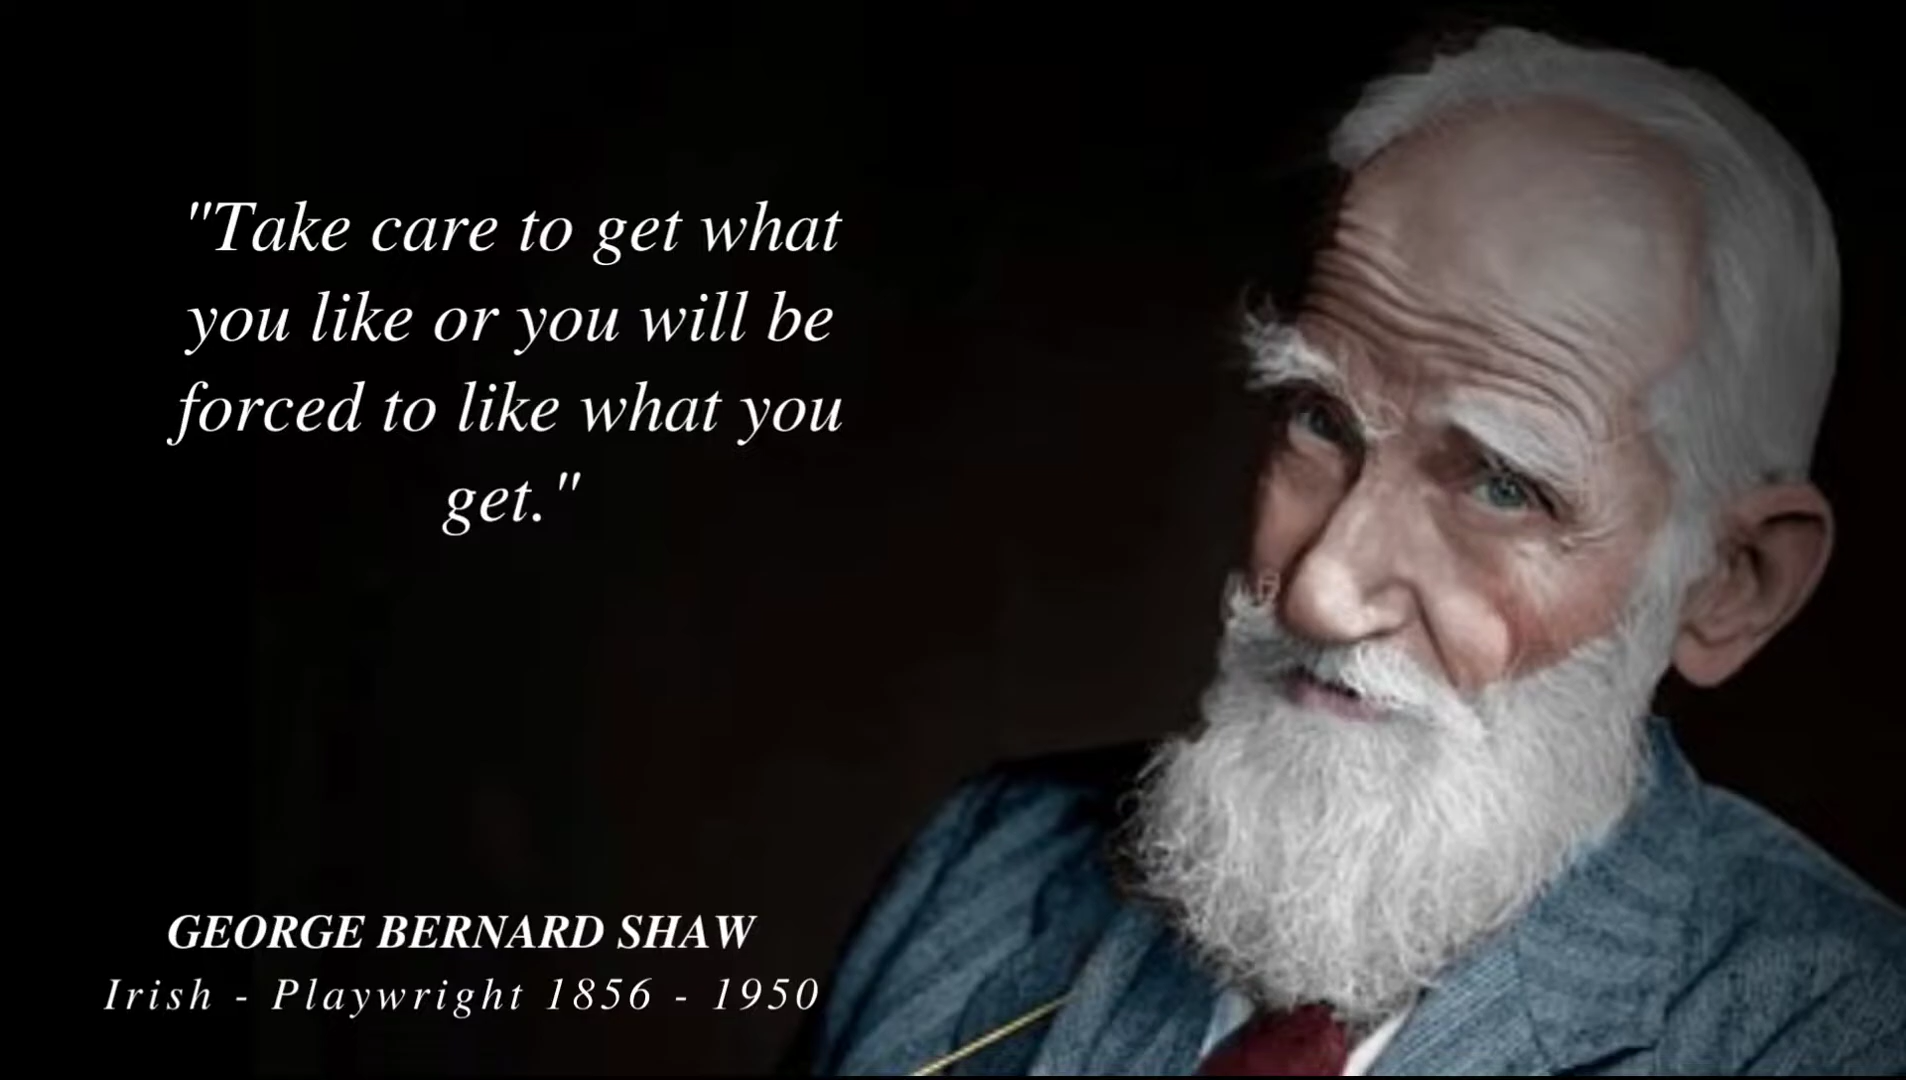 "Take care to get what
you like or you will be
forced to like what you
get."
GEORGE BERNARD SHAW
Irish - Playwright 1856 - 1950